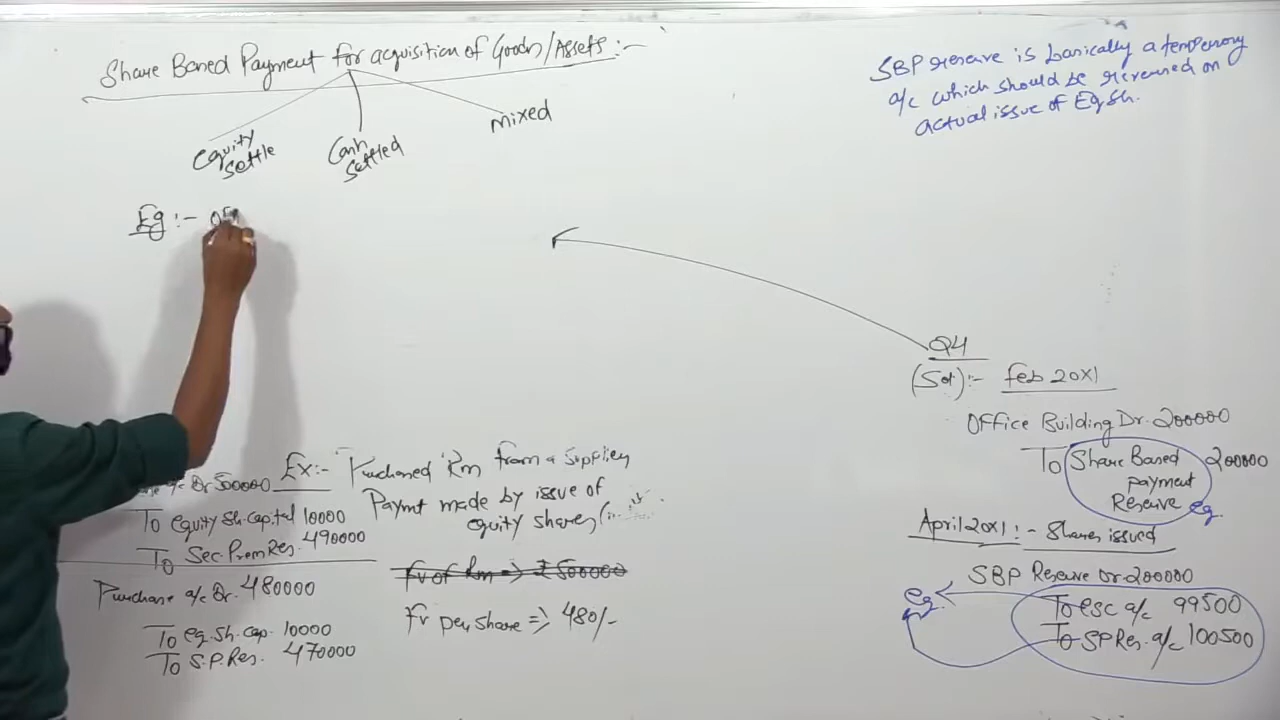 Share Based Payment for acquisition of Goods/Assets :-
Equity Settle
Cash Settled
Mixed
Eg :-
SBP reserve is basically a temporary
a/c which should be reversed on
actual issue of Eq Sh.
Q4
(Sol) :- Feb 20X1
Office Building Dr. 200000
To Share Based 200000
payment
Reserve eq.
April 20X1 :- Shares issued
SBP Reserve Dr 200000
eq.
To ESC a/c 99500
To SP Res. a/c 100500
a/c Dr 500000
To Equity Sh. Capital 10000
To Sec. Prem Res. 490000
Purchase a/c Dr. 480000
To Eq. Sh. Cap. 10000
To S.P. Res. 470000
Ex :- Purchased Rm from a Supplier
Paymt made by issue of
equity shares (
FV of Rm => ₹ 500000
FV per share => 480/-